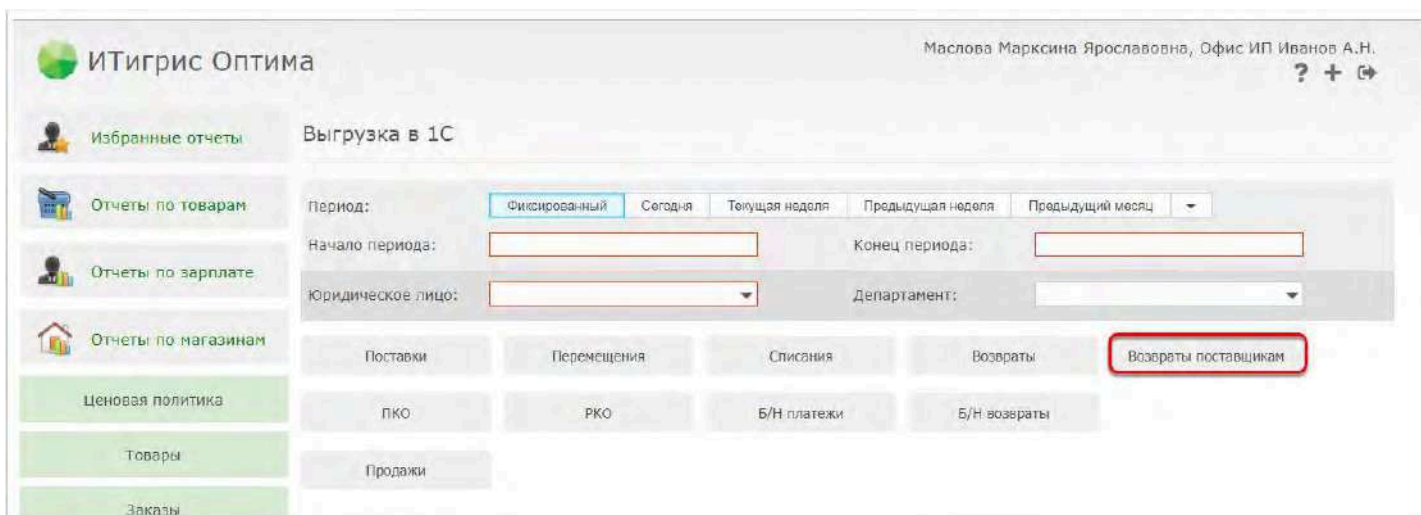 ИТигрис Оптима
Маслова Марксина Ярославовна, Офис ИП Иванов А.Н.
? +
Избранные отчеты
Выгрузка в 1С
Отчеты по товарам
Период: Фиксированный Сегодня Текущая неделя Предыдущая неделя Предыдущий месяц
Начало периода: Конец периода:
Отчеты по зарплате
Юридическое лицо: Департамент:
Отчеты по магазинам
Поставки Перемещения Списания Возвраты Возвраты поставщикам
Ценовая политика
ПКО РКО Б/Н платежи Б/Н возвраты
Товары
Продажи
Заказы